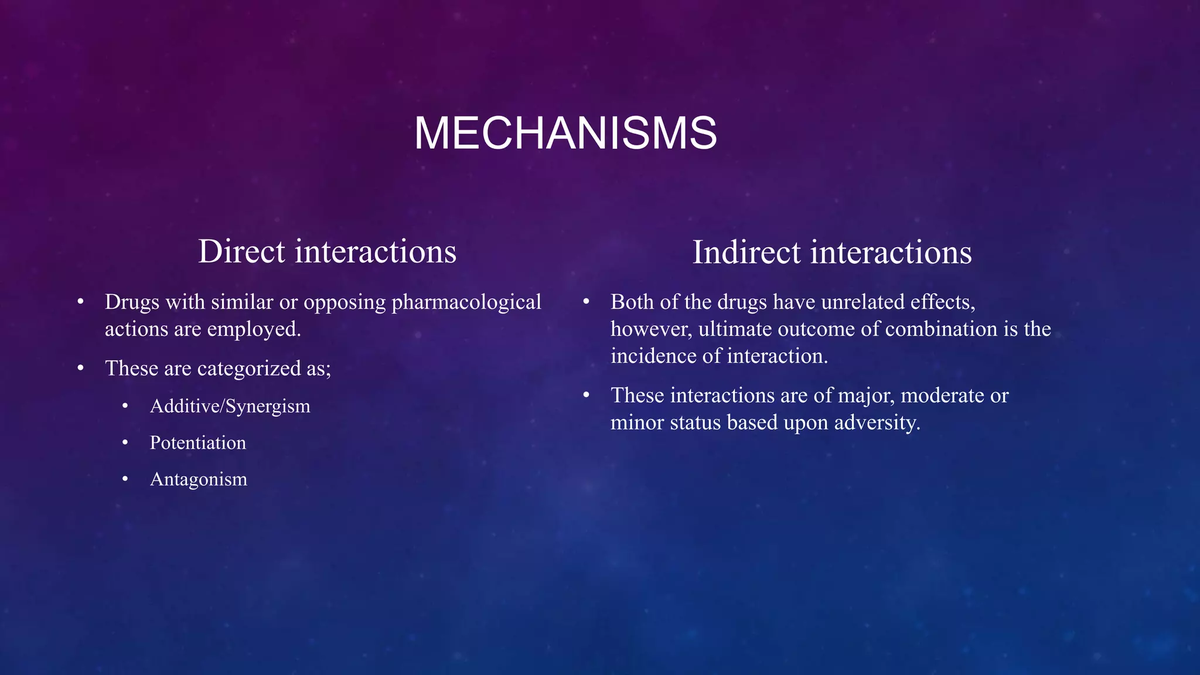 MECHANISMS
Direct interactions
• Drugs with similar or opposing pharmacological
actions are employed.
• These are categorized as;
• Additive/Synergism
• Potentiation
• Antagonism
Indirect interactions
• Both of the drugs have unrelated effects,
however, ultimate outcome of combination is the
incidence of interaction.
• These interactions are of major, moderate or
minor status based upon adversity.